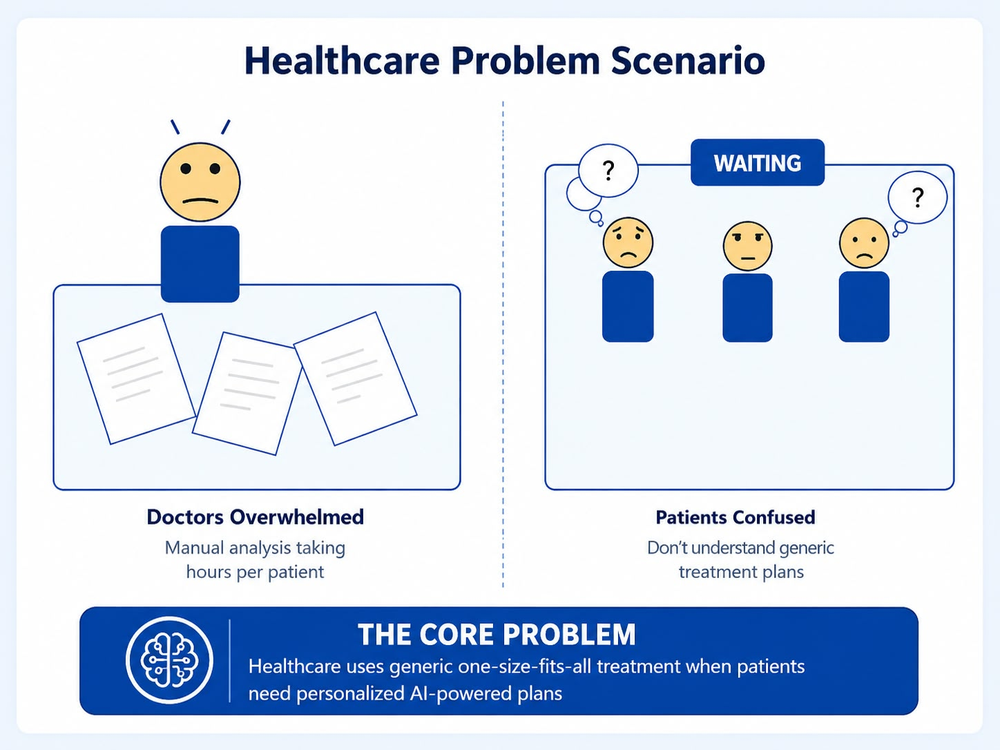 Healthcare Problem Scenario
?
WAITING
?
Doctors Overwhelmed
Manual analysis taking
hours per patient
Patients Confused
Don't understand generic
treatment plans
THE CORE PROBLEM
Healthcare uses generic one-size-fits-all treatment when patients
need personalized AI-powered plans